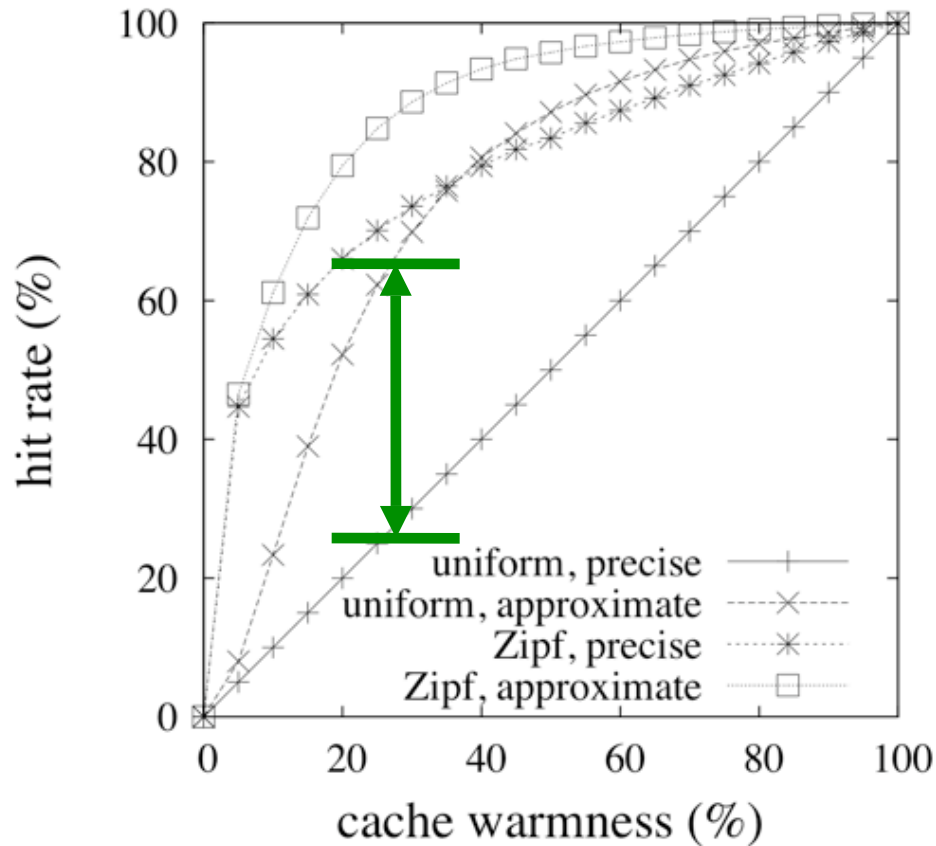 100
80
60
40
20
0
hit rate (%)
uniform, precise
uniform, approximate
Zipf, precise
Zipf, approximate
0 20 40 60 80 100
cache warmness (%)